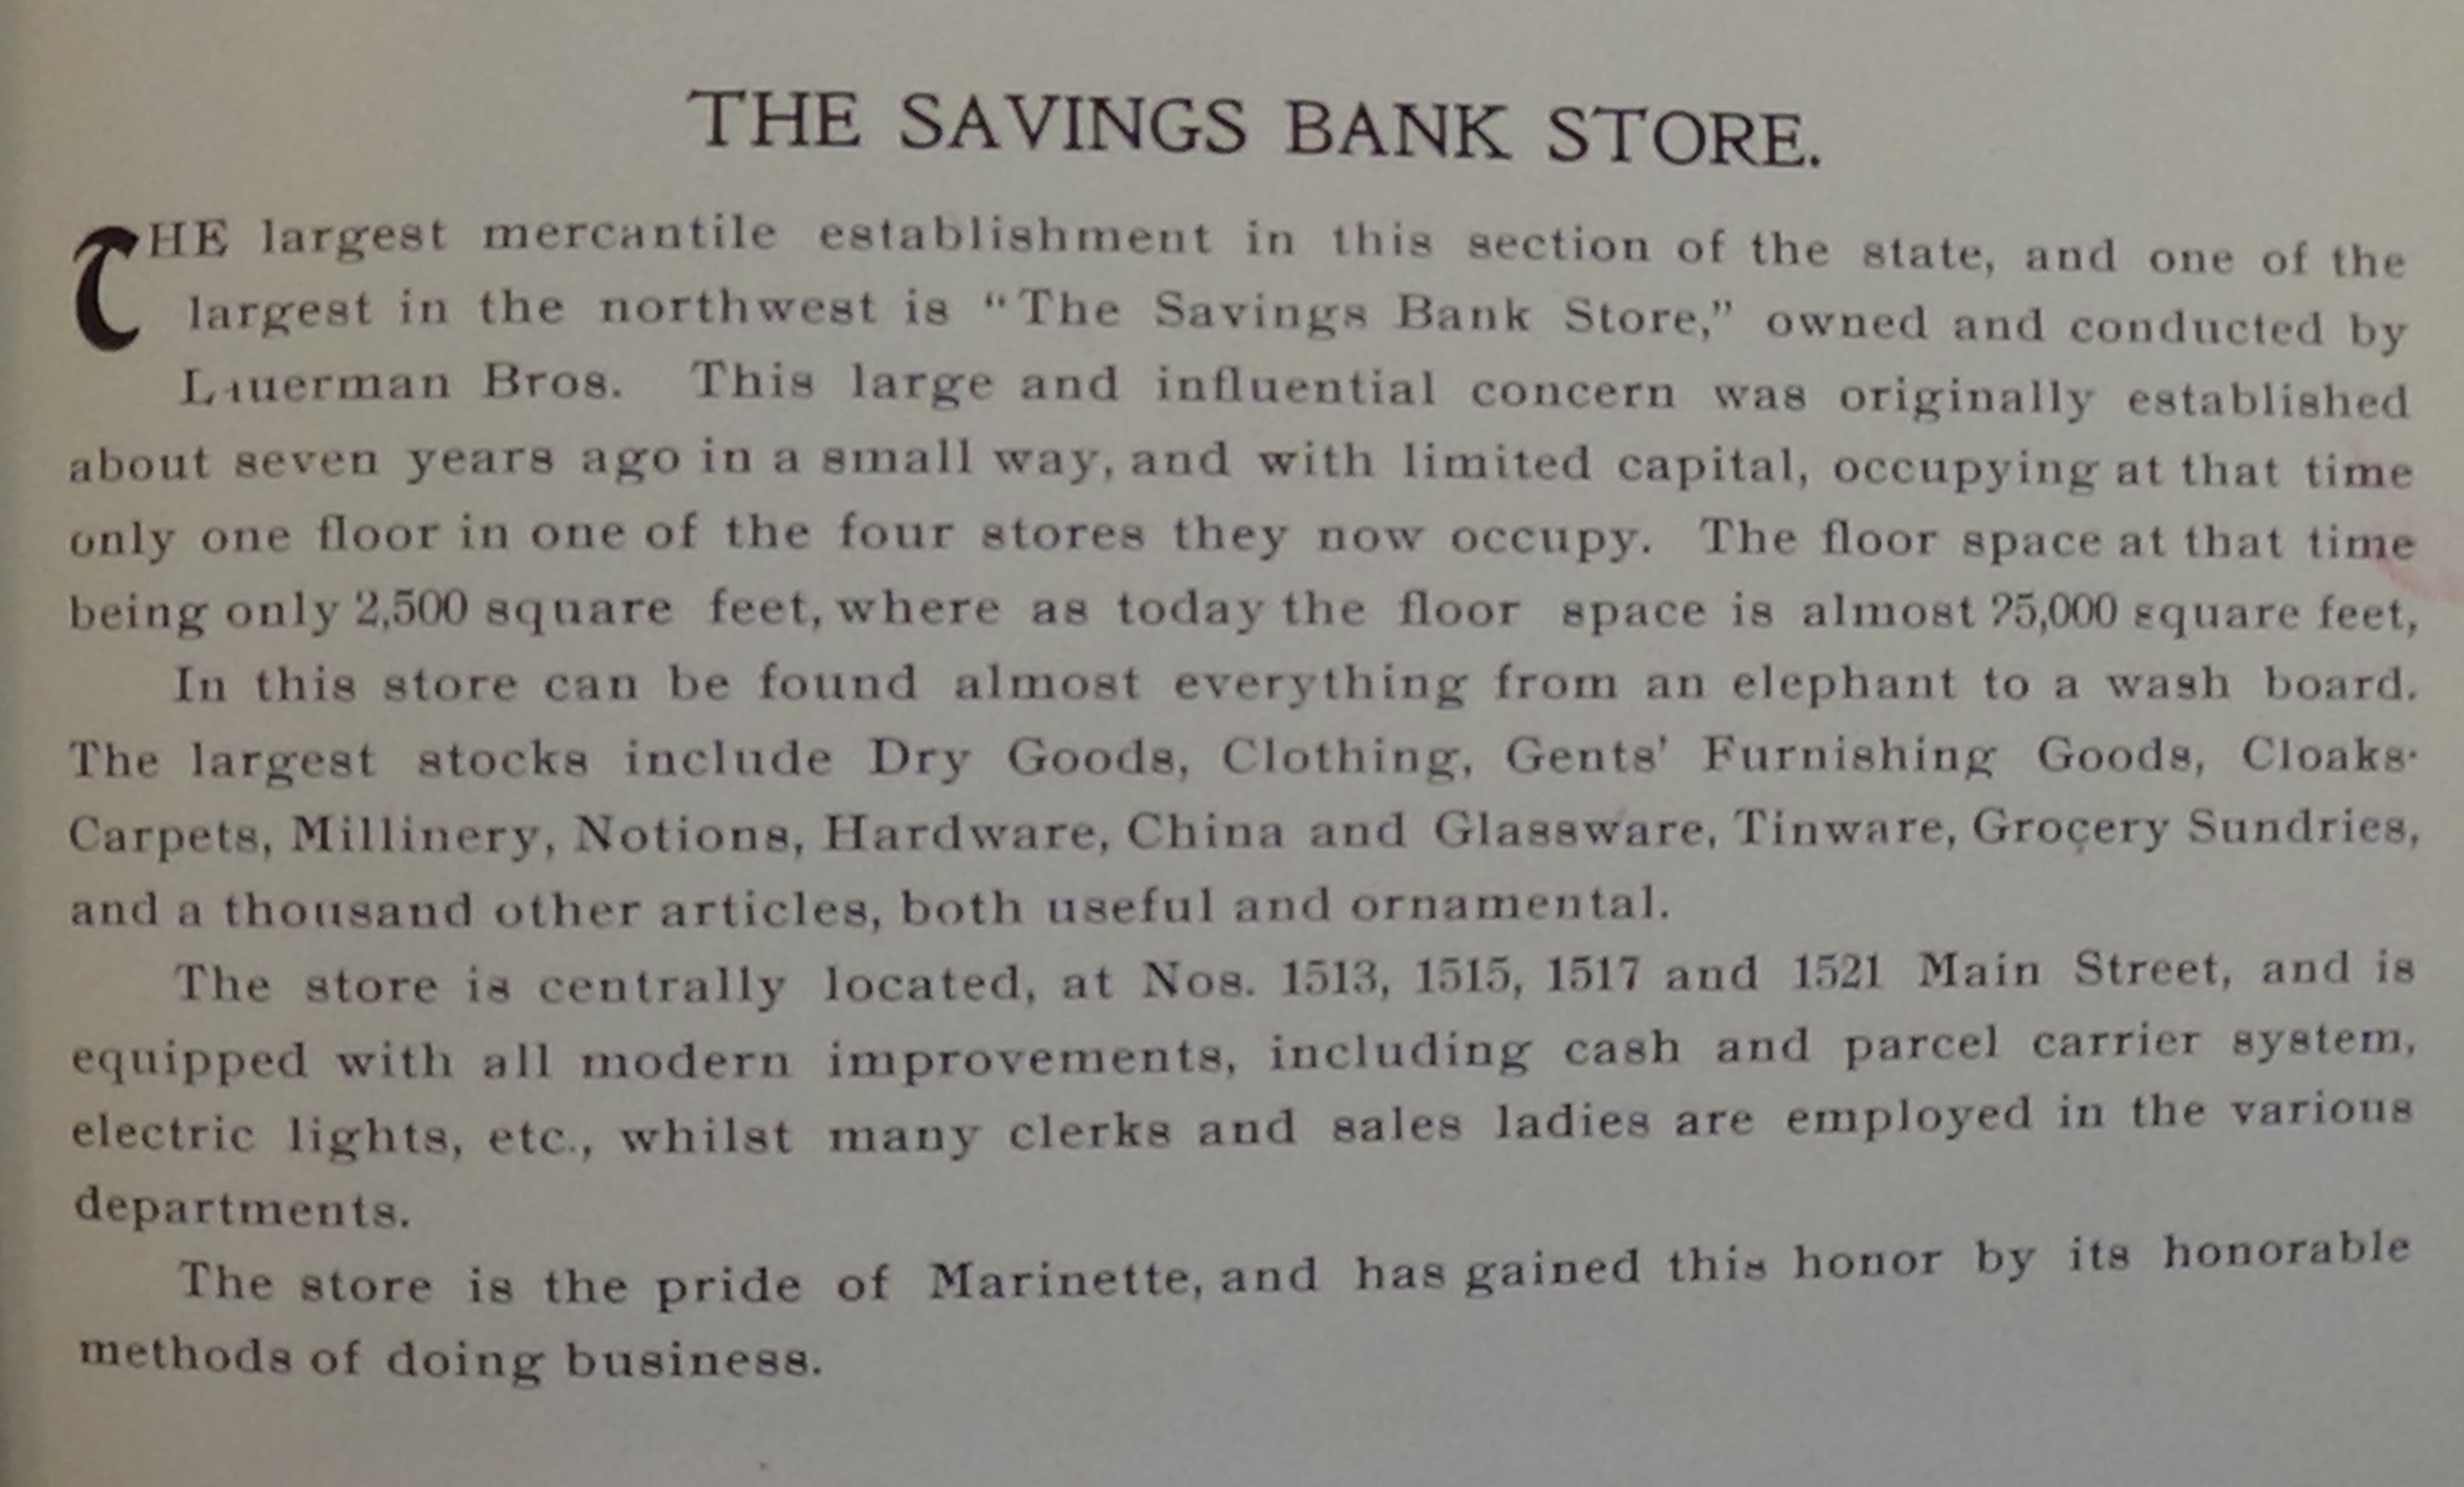 THE SAVINGS BANK STORE.
THE largest mercantile establishment in this section of the state, and one of the
largest in the northwest is "The Savings Bank Store," owned and conducted by
Lauerman Bros. This large and influential concern was originally established
about seven years ago in a small way, and with limited capital, occupying at that time
only one floor in one of the four stores they now occupy. The floor space at that time
being only 2,500 square feet, where as today the floor space is almost square feet,
In this store can be found almost everything from an elephant to a wash board.
The largest stocks include Dry Goods, Clothing, Gents' Furnishing Goods, Cloaks·
Carpets, Millinery, Notions, Hardware, China and Glassware, Tinware, Grocery Sundries,
and a thousand other articles, both useful and ornamental.
The store is centrally located, at Nos. 1513, 1515, 1517 and 1521 Main Street, and is
equipped with all modern improvements, including cash and parcel carrier system,
electric lights, etc., whilst many clerks and sales ladies are employed in the various
departments.
The store is the pride of Marinette, and has gained this honor by its honorable
methods of doing business.